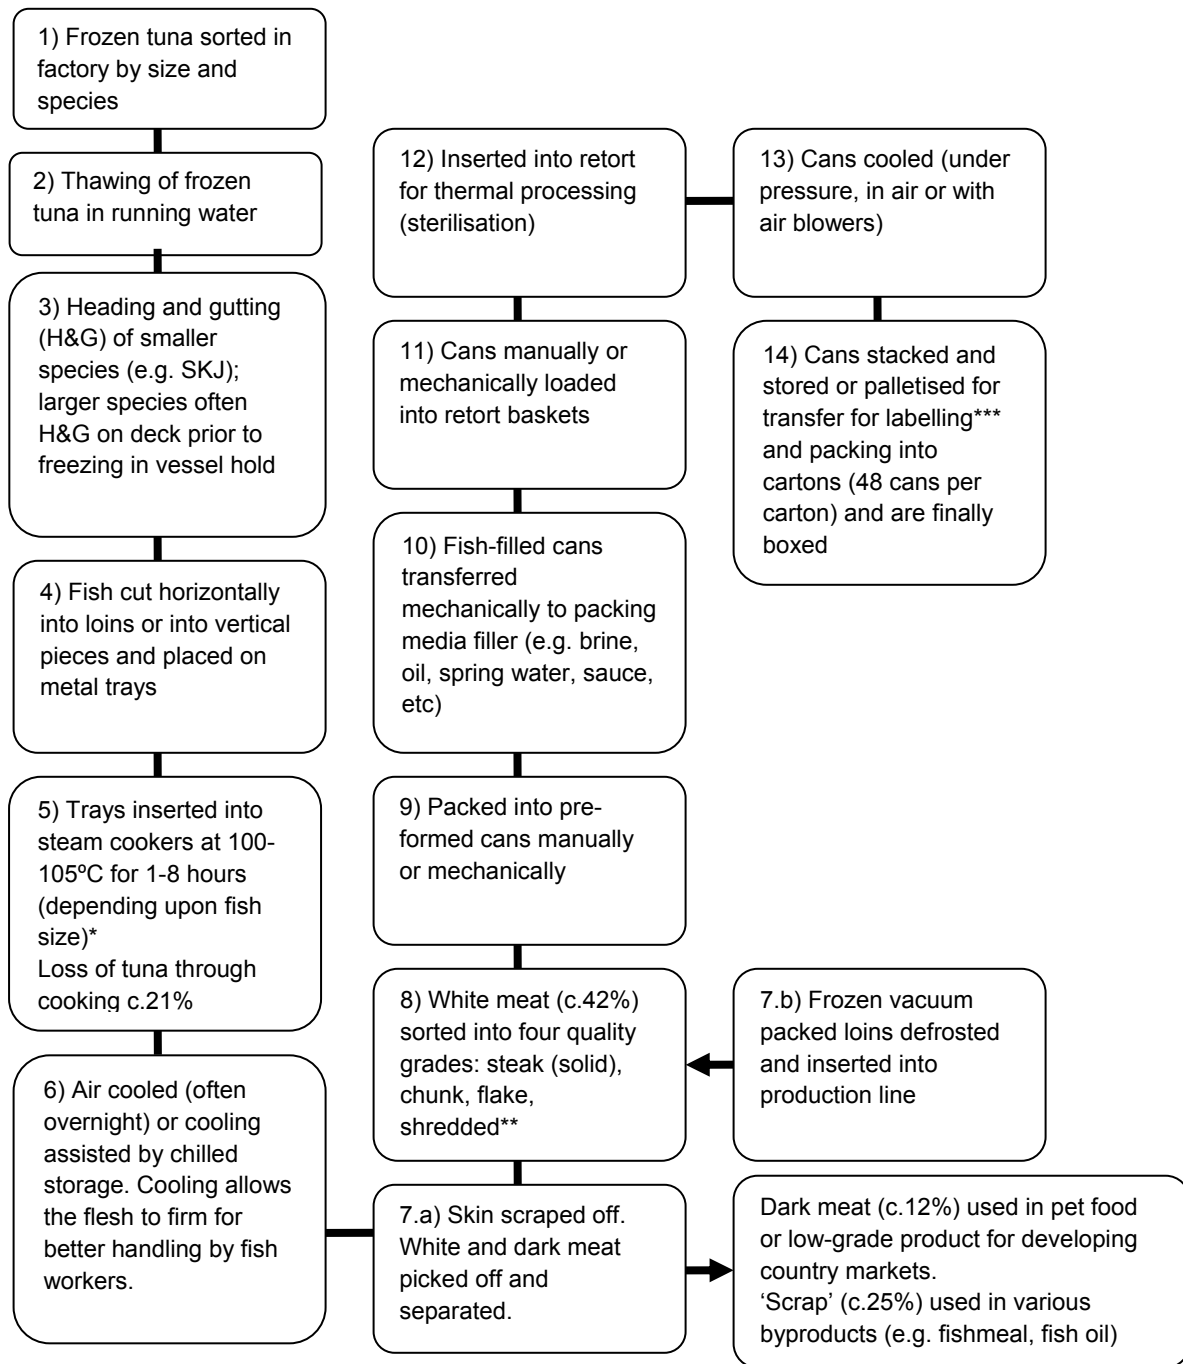 1) Frozen tuna sorted in
factory by size and
species
2) Thawing of frozen
tuna in running water
3) Heading and gutting
(H&G) of smaller
species (e.g. SKJ);
larger species often
H&G on deck prior to
freezing in vessel hold
4) Fish cut horizontally
into loins or into vertical
pieces and placed on
metal trays
5) Trays inserted into
steam cookers at 100-
105ºC for 1-8 hours
(depending upon fish
size)*
Loss of tuna through
cooking c.21%
6) Air cooled (often
overnight) or cooling
assisted by chilled
storage. Cooling allows
the flesh to firm for
better handling by fish
workers.
7.a) Skin scraped off.
White and dark meat
picked off and
separated.
Dark meat (c.12%) used in pet food
or low-grade product for developing
country markets.
‘Scrap’ (c.25%) used in various
byproducts (e.g. fishmeal, fish oil)
7.b) Frozen vacuum
packed loins defrosted
and inserted into
production line
8) White meat (c.42%)
sorted into four quality
grades: steak (solid),
chunk, flake,
shredded**
9) Packed into pre-
formed cans manually
or mechanically
10) Fish-filled cans
transferred
mechanically to packing
media filler (e.g. brine,
oil, spring water, sauce,
etc)
11) Cans manually or
mechanically loaded
into retort baskets
12) Inserted into retort
for thermal processing
(sterilisation)
13) Cans cooled (under
pressure, in air or with
air blowers)
14) Cans stacked and
stored or palletised for
transfer for labelling***
and packing into
cartons (48 cans per
carton) and are finally
boxed